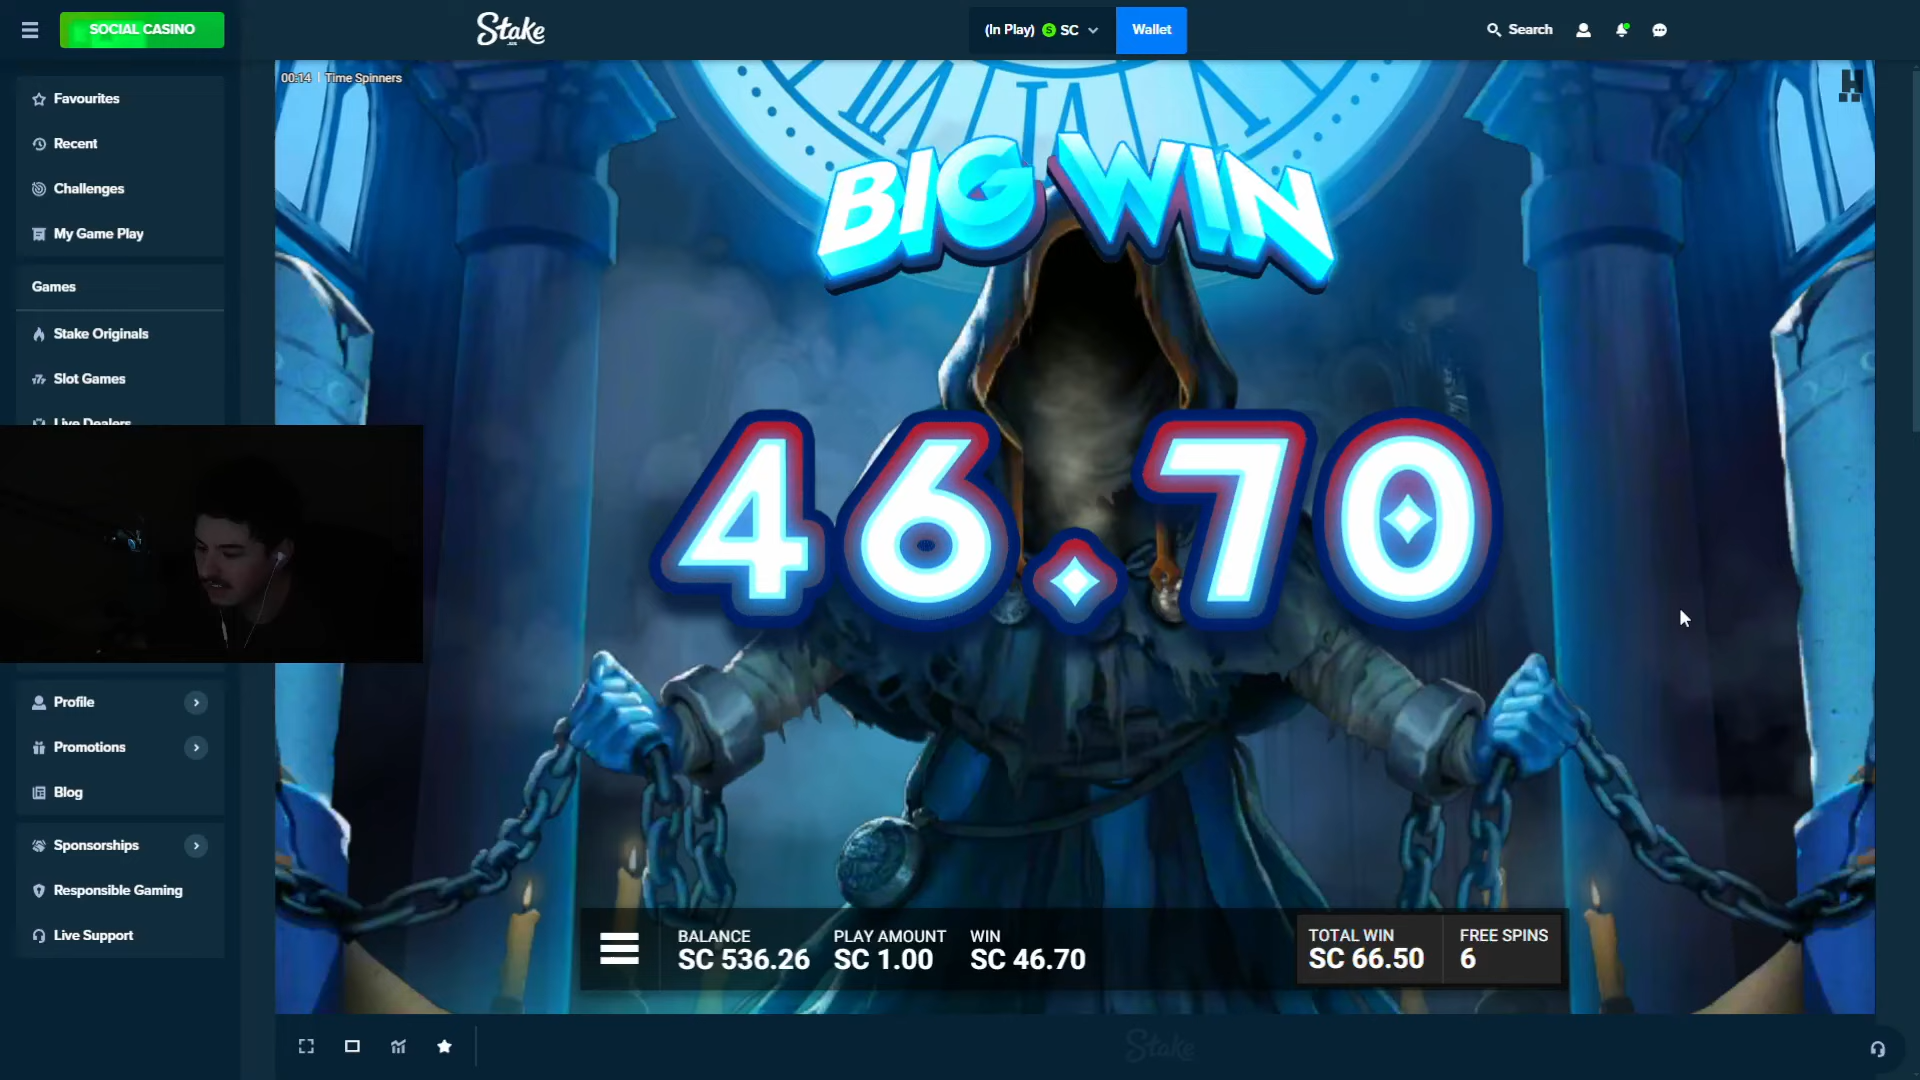 SOCIAL CASINO
Stake
.us
(In Play) S SC
Wallet
Search
Favourites
Recent
Challenges
My Game Play
Games
Stake Originals
Slot Games
Live Dealers
Profile
Promotions
Blog
Sponsorships
Responsible Gaming
Live Support
00:14 | Time Spinners
BIG WIN
46.70
BALANCE
SC 536.26
PLAY AMOUNT
SC 1.00
WIN
SC 46.70
TOTAL WIN
SC 66.50
FREE SPINS
6
Stake